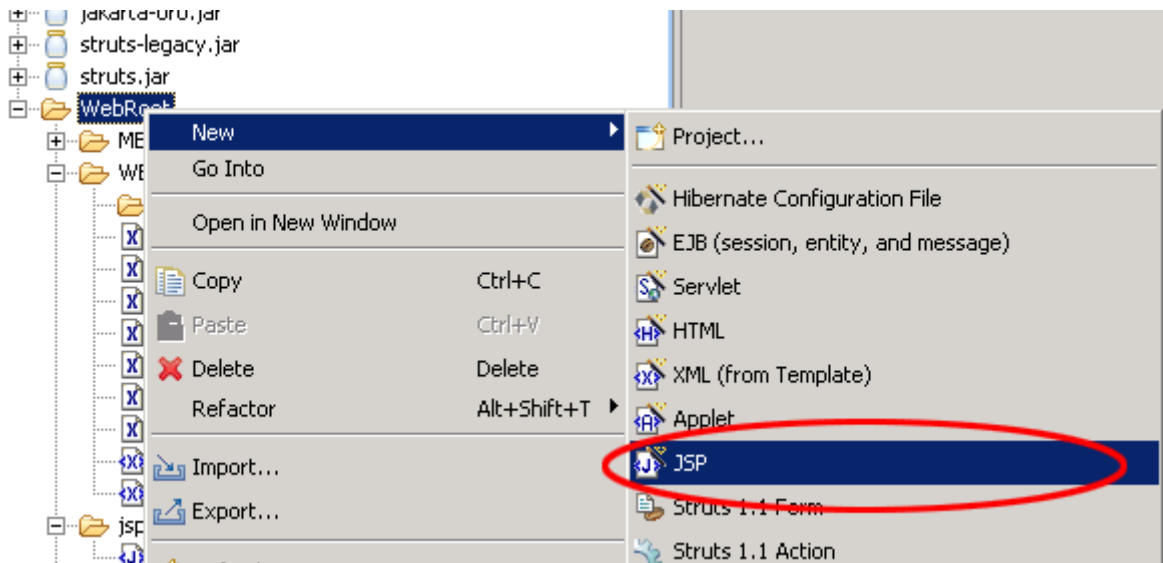 jakarta-oro.jar
struts-legacy.jar
struts.jar
WebRoot
ME
WE
jsp
New
Go Into
Open in New Window
Copy Ctrl+C
Paste Ctrl+V
Delete Delete
Refactor Alt+Shift+T
Import...
Export...
Project...
Hibernate Configuration File
EJB (session, entity, and message)
Servlet
HTML
XML (from Template)
Applet
JSP
Struts 1.1 Form
Struts 1.1 Action